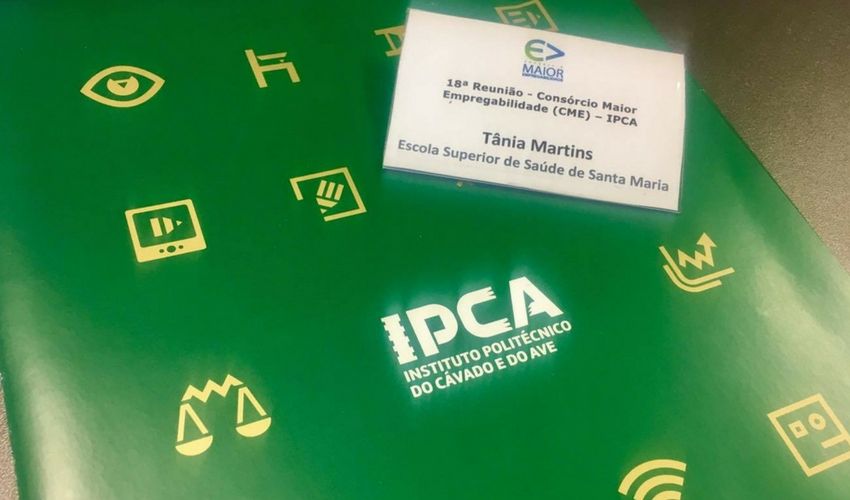 MAIOR
EMPREGABILIDADE
18ª Reunião - Consórcio Maior
Empregabilidade (CME) – IPCA
Tânia Martins
Escola Superior de Saúde de Santa Maria
IPCA
INSTITUTO POLITÉCNICO
DO CÁVADO E DO AVE